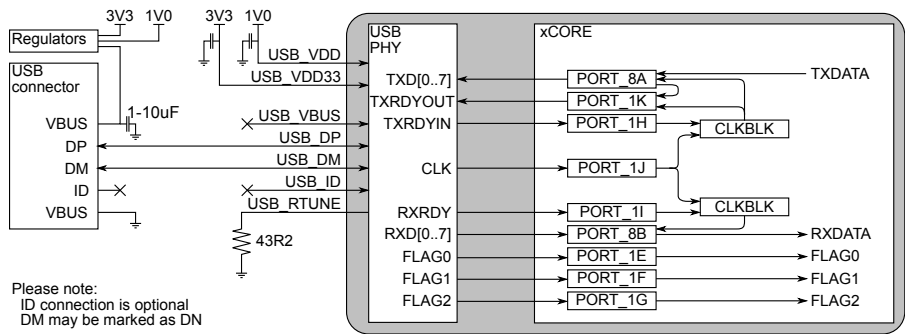 3V3 1V0
3V3 1V0
Regulators
USB
connector
VBUS
DP
DM
ID
VBUS
1-10uF
USB_VDD
USB_VDD33
USB_VBUS
USB_DP
USB_DM
USB_ID
USB_RTUNE
43R2
Please note:
ID connection is optional
DM may be marked as DN
USB
PHY
TXD[0..7]
TXRDYOUT
TXRDYIN
CLK
RXRDY
RXD[0..7]
FLAG0
FLAG1
FLAG2
xCORE
PORT_8A
PORT_1K
PORT_1H
PORT_1J
PORT_1I
PORT_8B
PORT_1E
PORT_1F
PORT_1G
CLKBLK
CLKBLK
TXDATA
RXDATA
FLAG0
FLAG1
FLAG2